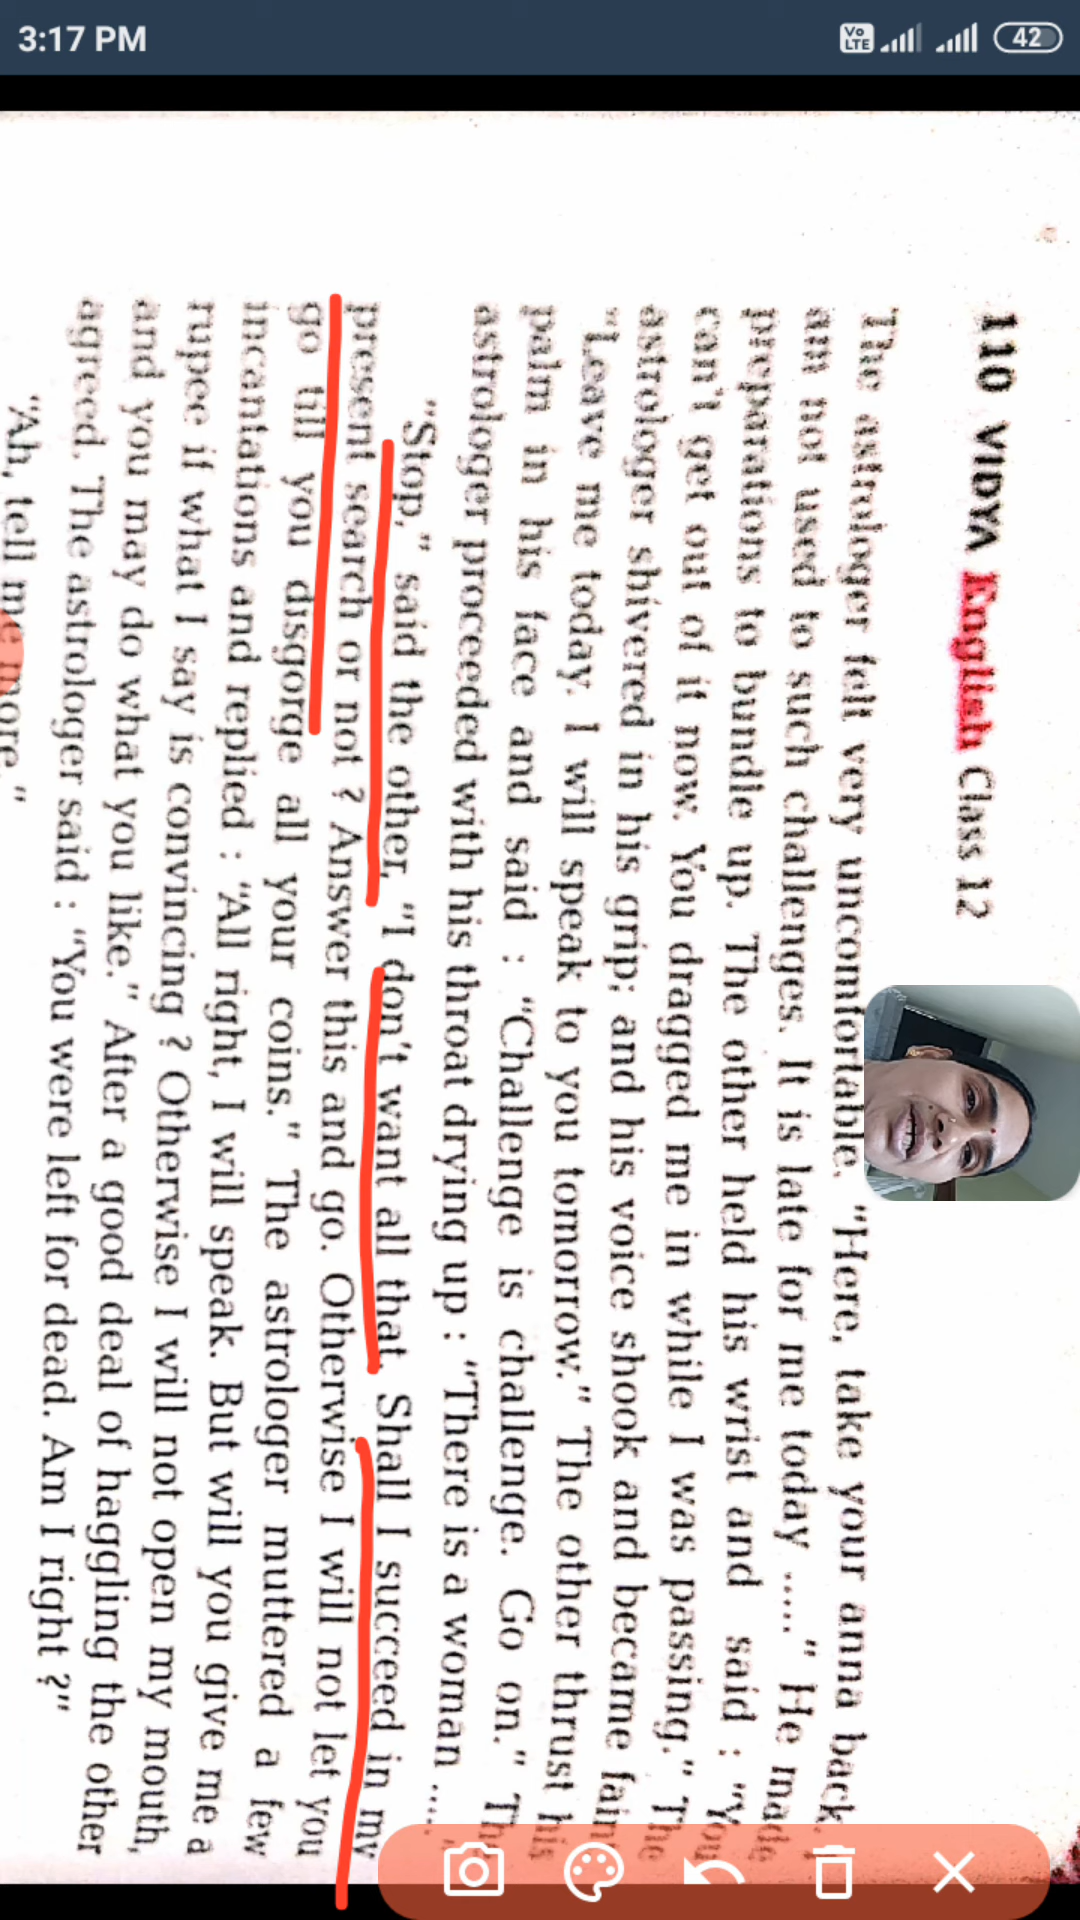 3:17 PM
Vo LTE
42
110 VIDYA English Class 12
The astrologer felt very uncomfortable. "Here, take your anna back. I
am not used to such challenges. It is late for me today ......" He made
preparations to bundle up. The other held his wrist and said : "You
can't get out of it now. You dragged me in while I was passing." The
astrologer shivered in his grip; and his voice shook and became faint
"Leave me today. I will speak to you tomorrow." The other thrust his
palm in his face and said : "Challenge is challenge. Go on." The
astrologer proceeded with his throat drying up : "There is a woman .....
"Stop," said the other, "I don't want all that. Shall I succeed in my
present search or not ? Answer this and go. Otherwise I will not let you
go till you disgorge all your coins." The astrologer muttered a few
incantations and replied : "All right, I will speak. But will you give me a
rupee if what I say is convincing ? Otherwise I will not open my mouth,
and you may do what you like." After a good deal of haggling the other
agreed. The astrologer said : "You were left for dead. Am I right ?"
"Ah, tell me more."